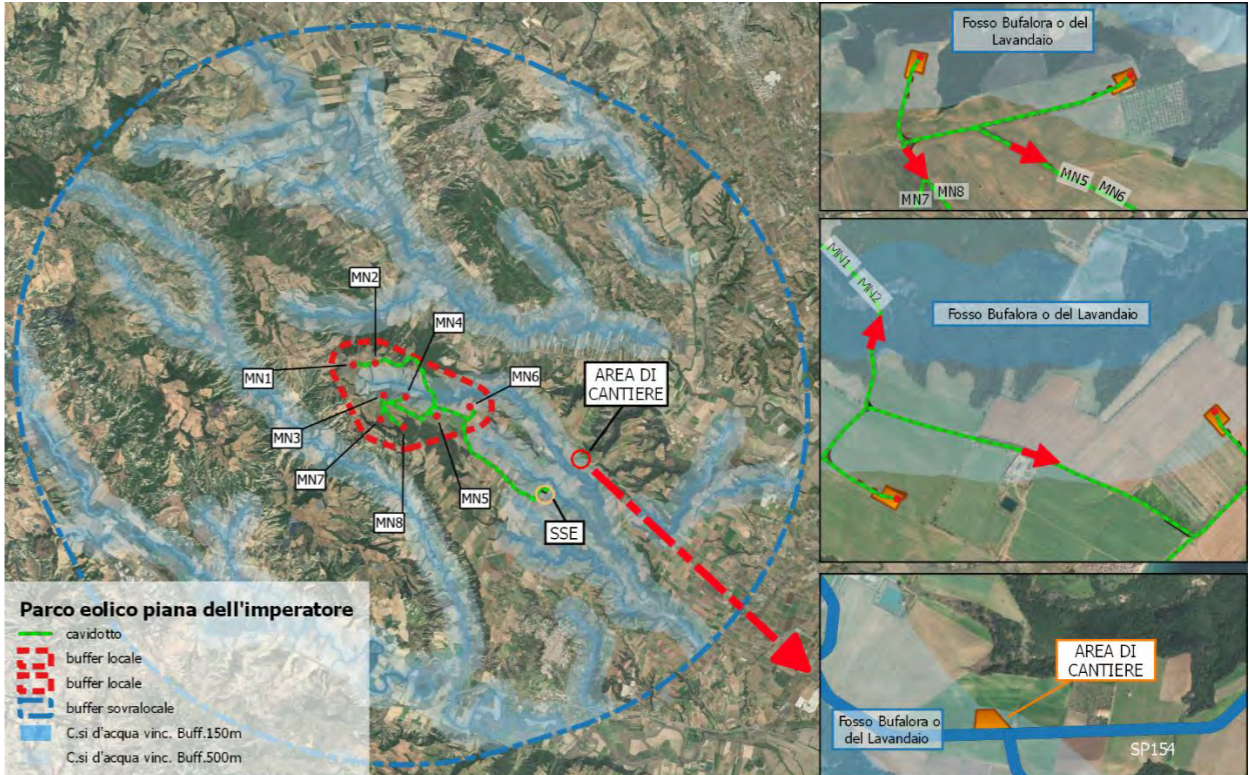 MN2
MN4
MN1
MN6
AREA DI
CANTIERE
MN3
MN7
MN5
MN8
SSE
Parco eolico piana dell'imperatore
cavidotto
buffer locale
buffer locale
buffer sovralocale
C.si d'acqua vinc. Buff.150m
C.si d'acqua vinc. Buff.500m
Fosso Bufalora o del
Lavandaio
MN5
MN6
MN7
MN8
MN1
MN2
Fosso Bufalora o del Lavandaio
AREA DI
CANTIERE
Fosso Bufalora o
del Lavandaio
SP154